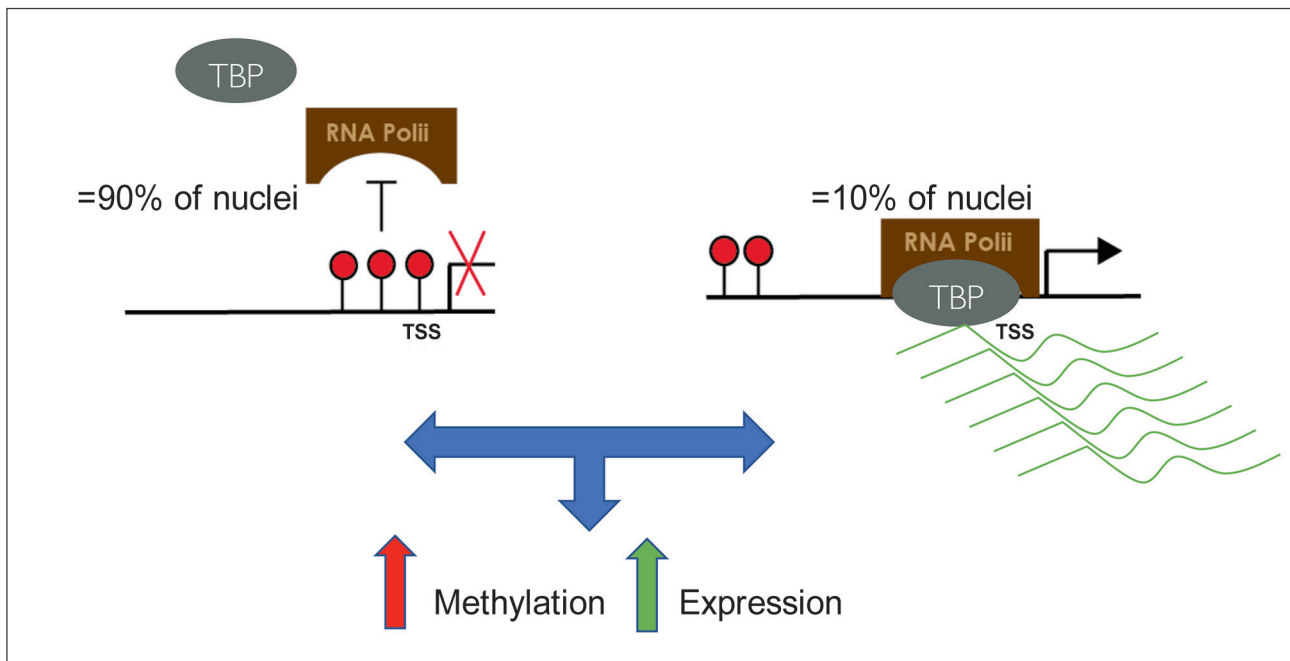 TBP
RNA Polii
=90% of nuclei
TSS
=10% of nuclei
RNA Polii
TBP
TSS
Methylation
Expression